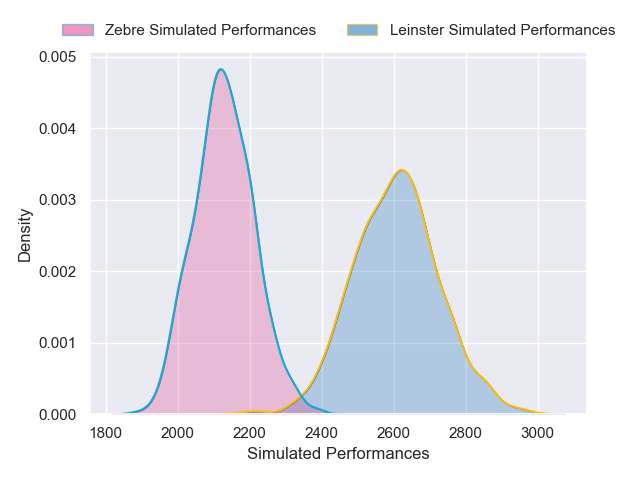 Zebre Simulated Performances Leinster Simulated Performances
0.005
0.004
0.003
0.002
0.001
0.000
Density
1800 2000 2200 2400 2600 2800 3000
Simulated Performances